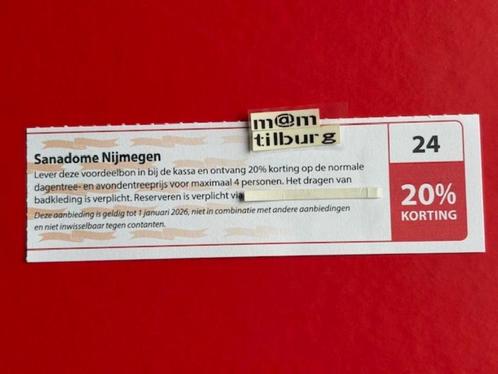 m@m
tilburg
Sanadome Nijmegen
Lever deze voordeelbon in bij de kassa en ontvang 20% korting op de normale
dagentree- en avondentreeprijs voor maximaal 4 personen. Het dragen van
badkleding is verplicht. Reserveren is verplicht
Deze aanbieding is geldig tot 1 januari 2026, niet in combinatie met andere aanbiedingen
en niet inwisselbaar tegen contanten.
24
20%
KORTING